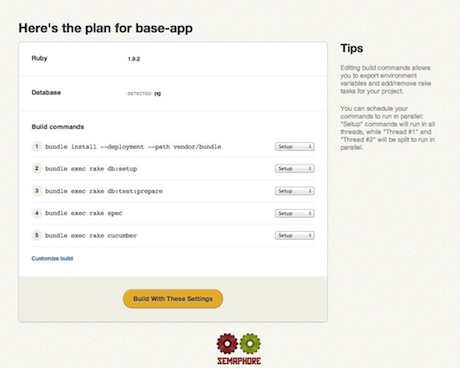 Here's the plan for base-app
Ruby 1.9.2
Database DETECTED: pg
Build commands
1 bundle install --deployment --path vendor/bundle Setup
2 bundle exec rake db:setup Setup
3 bundle exec rake db:test:prepare Setup
4 bundle exec rake spec Setup
5 bundle exec rake cucumber Setup
Customize build
Build With These Settings
Tips
Editing build commands allows
you to export environment
variables and add/remove rake
tasks for your project.
You can schedule your
commands to run in parallel:
"Setup" commands will run in all
threads, while "Thread #1" and
"Thread #2" will be split to run in
parallel.
SEMAPHORE